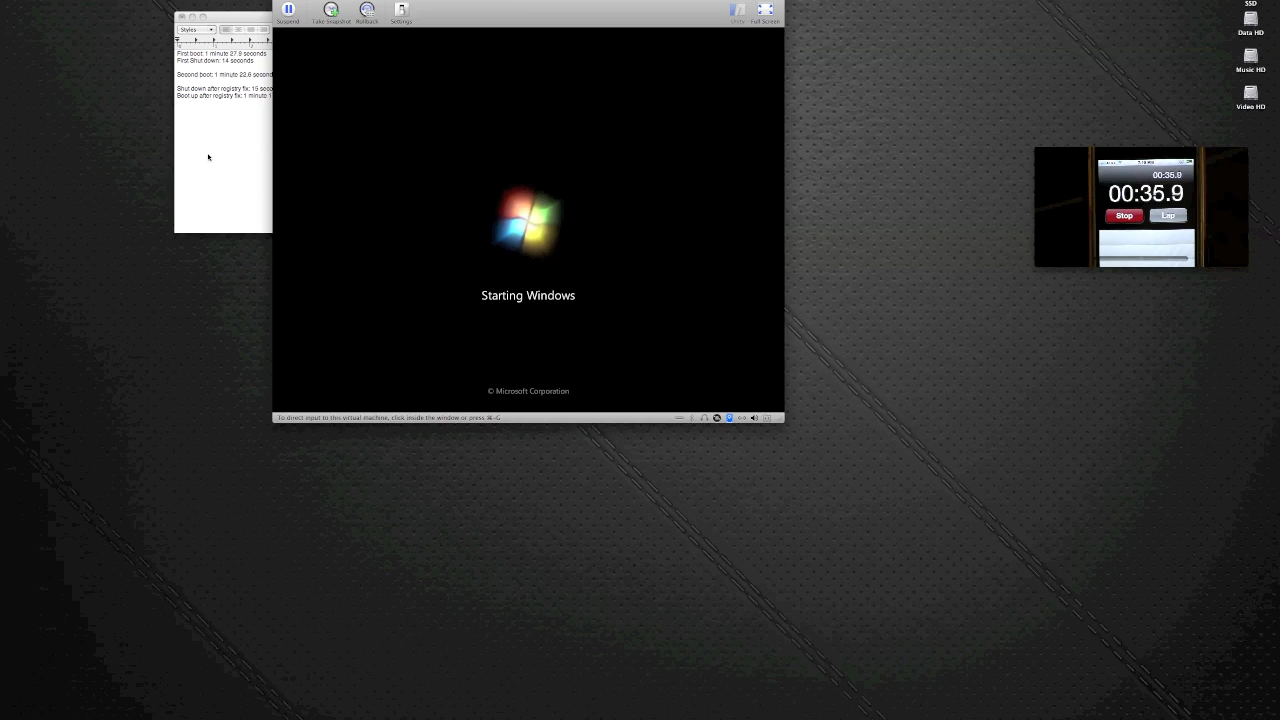 Suspend
Take Snapshot
Rollback
Settings
Unity
Full Screen
Styles
First boot: 1 minute 27.9 seconds
First Shut down: 14 seconds
Second boot: 1 minute 22.6 second
Shut down after registry fix: 15 seco
Boot up after registry fix: 1 minute 1
Starting Windows
© Microsoft Corporation
To direct input to this virtual machine, click inside the window or press ⌘-G
SSD
Data HD
Music HD
Video HD
00:35.9
00:35.9
Stop
Lap